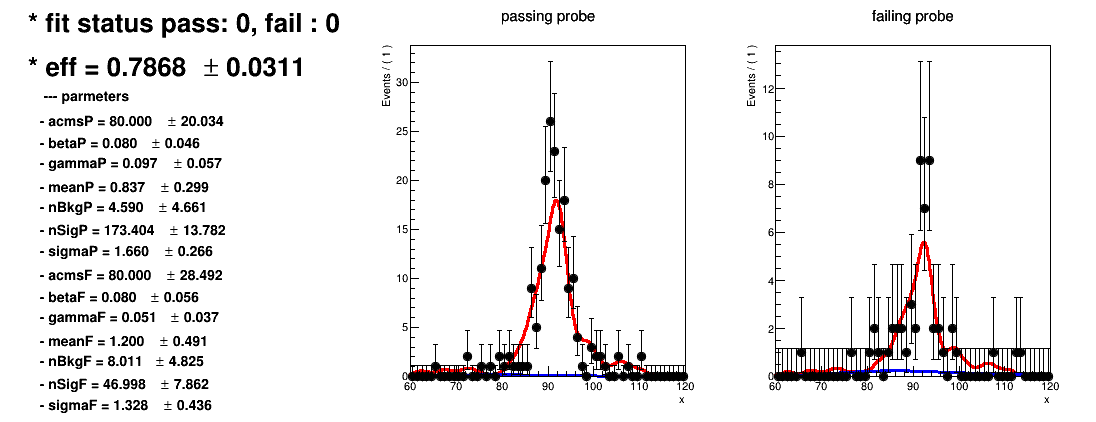 * fit status pass: 0, fail : 0
* eff = 0.7868 ± 0.0311
--- parmeters
- acmsP = 80.000 ± 20.034
- betaP = 0.080 ± 0.046
- gammaP = 0.097 ± 0.057
- meanP = 0.837 ± 0.299
- nBkgP = 4.590 ± 4.661
- nSigP = 173.404 ± 13.782
- sigmaP = 1.660 ± 0.266
- acmsF = 80.000 ± 28.492
- betaF = 0.080 ± 0.056
- gammaF = 0.051 ± 0.037
- meanF = 1.200 ± 0.491
- nBkgF = 8.011 ± 4.825
- nSigF = 46.998 ± 7.862
- sigmaF = 1.328 ± 0.436
passing probe
Events / ( 1 )
30
25
20
15
10
5
0
60 70 80 90 100 110 120
x
failing probe
Events / ( 1 )
12
10
8
6
4
2
0
60 70 80 90 100 110 120
x